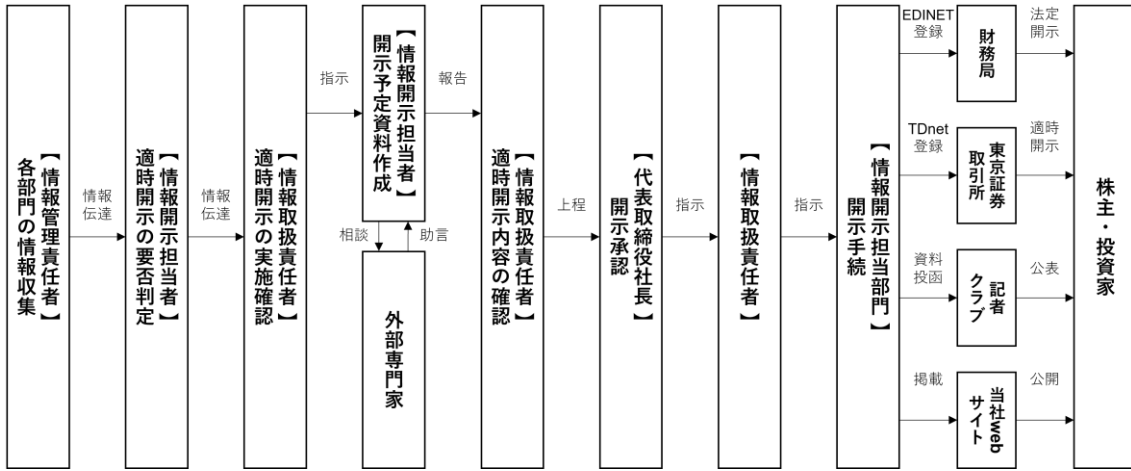 【情報管理責任者】
各部門の情報収集
情報
伝達
【情報開示担当者】
適時開示の要否判定
情報
伝達
【情報取扱責任者】
適時開示の実施確認
指示
【情報開示担当者】
開示予定資料作成
相談
助言
外部専門家
報告
【情報取扱責任者】
適時開示内容の確認
上程
【代表取締役社長】
開示承認
指示
【情報取扱責任者】
指示
【情報開示担当部門】
開示手続
EDINET
登録
財務局
法定
開示
TDnet
登録
東京証券
取引所
適時
開示
資料
投函
記者
クラブ
公表
掲載
当社web
サイト
公開
株主・投資家